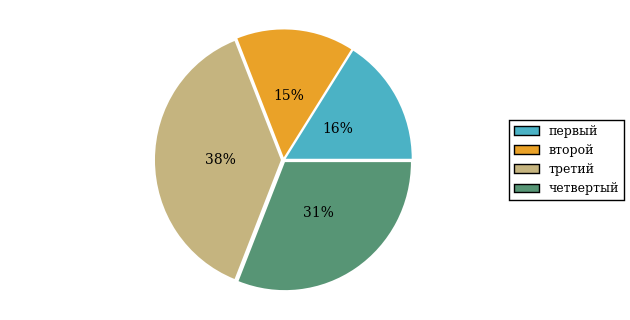 15%
16%
38%
31%
первый
второй
третий
четвертый